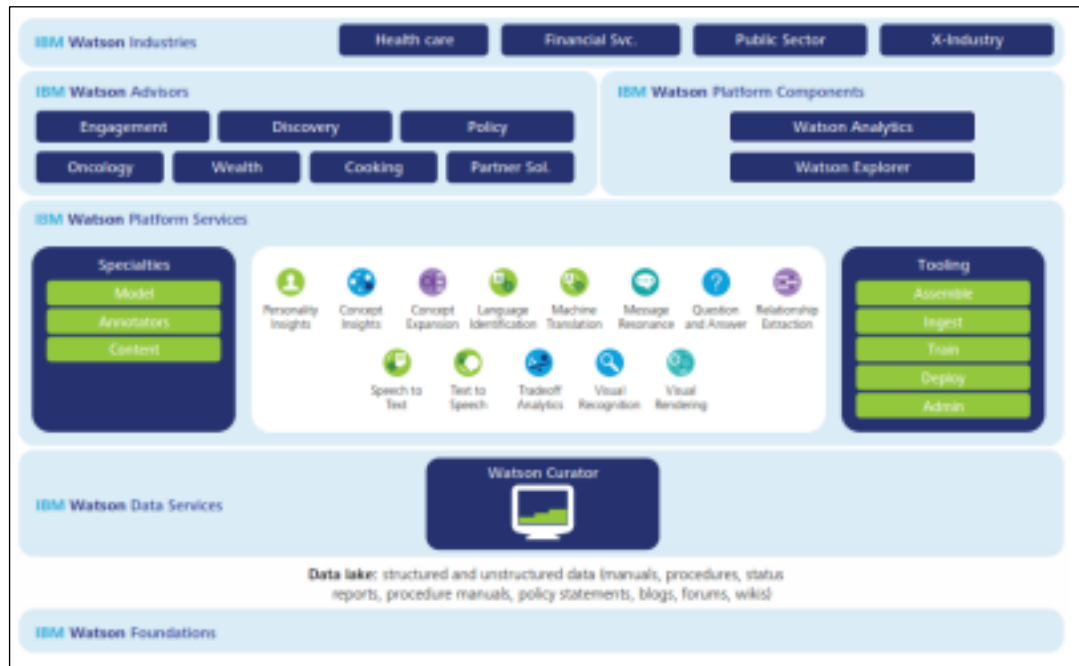 IBM Watson Industries
Health care
Financial Svc.
Public Sector
X-Industry
IBM Watson Advisors
Engagement
Discovery
Policy
Oncology
Wealth
Cooking
Partner Sol.
IBM Watson Platform Components
Watson Analytics
Watson Explorer
IBM Watson Platform Services
Specialties
Model
Annotators
Content
Personality
Insights
Concept
Insights
Concept
Expansion
Language
Identification
Machine
Translation
Message
Resonance
Question
and Answer
Relationship
Extraction
Speech to
Text
Text to
Speech
Tradeoff
Analytics
Visual
Recognition
Visual
Rendering
Tooling
Assemble
Ingest
Train
Deploy
Admin
IBM Watson Data Services
Watson Curator
Data lake: structured and unstructured data (manuals, procedures, status
reports, procedure manuals, policy statements, blogs, forums, wikis)
IBM Watson Foundations